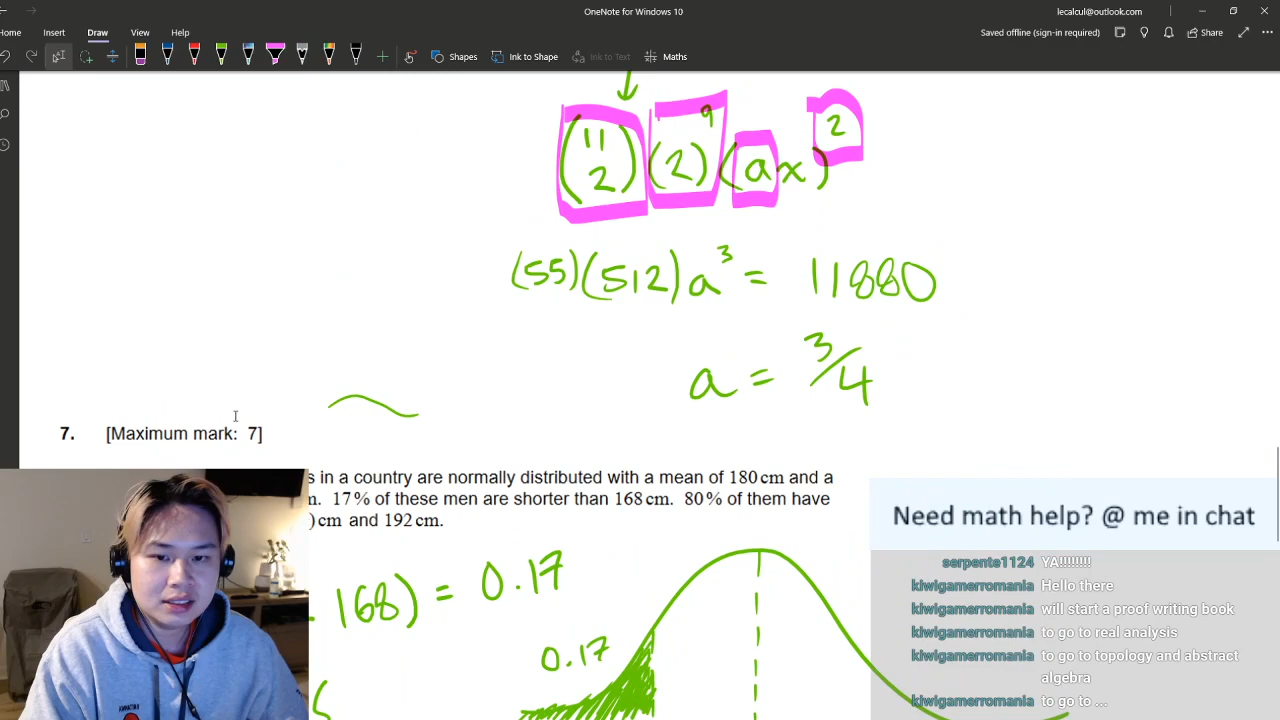 OneNote for Windows 10
lecalcul@outlook.com
Home Insert Draw View Help
Saved offline (sign-in required)
Share
Shapes
Ink to Shape
Ink to Text
Maths
(11 2) (2)^9 (ax)^2
(55)(512)a^3 = 11880
a = 3/4
7. [Maximum mark: 7]
s in a country are normally distributed with a mean of 180 cm and a
m. 17% of these men are shorter than 168 cm. 80% of them have
) cm and 192 cm.
168) = 0.17
0.17
Need math help? @ me in chat
serpente1124 YA!!!!!!!!
kiwigamerromania Hello there
kiwigamerromania will start a proof writing book
kiwigamerromania to go to real analysis
kiwigamerromania to go to topology and abstract
algebra
kiwigamerromania to go to ...